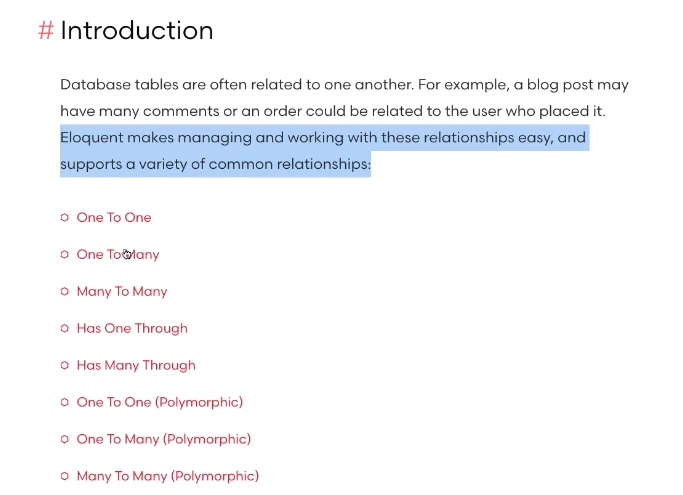 # Introduction
Database tables are often related to one another. For example, a blog post may
have many comments or an order could be related to the user who placed it.
Eloquent makes managing and working with these relationships easy, and
supports a variety of common relationships:
One To One
One To Many
Many To Many
Has One Through
Has Many Through
One To One (Polymorphic)
One To Many (Polymorphic)
Many To Many (Polymorphic)